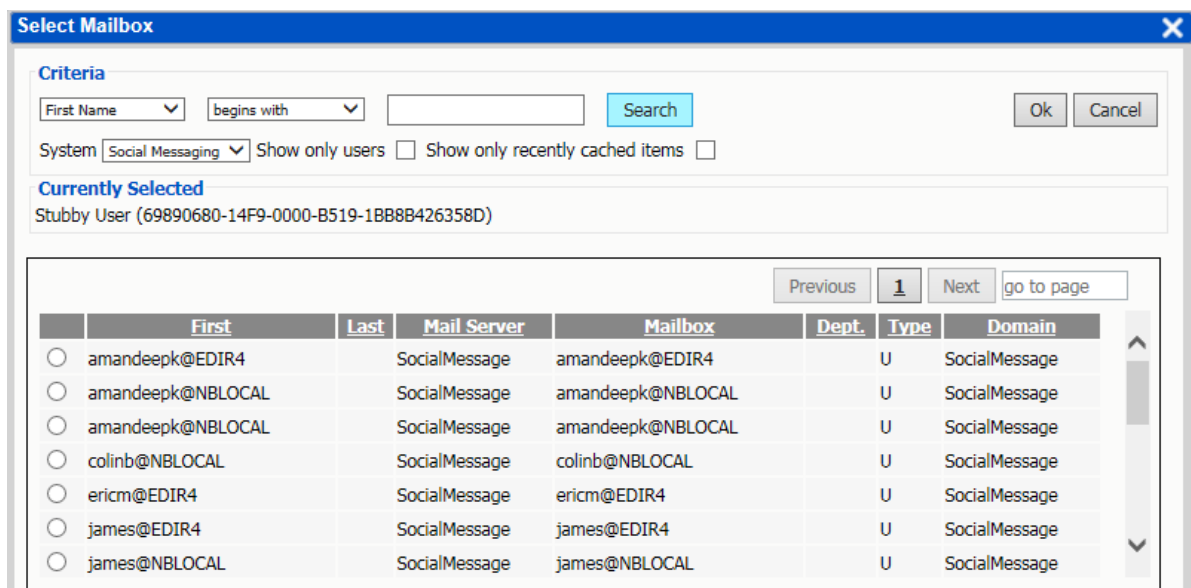 Select Mailbox
Criteria
First Name begins with Search Ok Cancel
System Social Messaging Show only users Show only recently cached items
Currently Selected
Stubby User (69890680-14F9-0000-B519-1BB8B426358D)
Previous 1 Next go to page
First Last Mail Server Mailbox Dept. Type Domain
amandeepk@EDIR4 SocialMessage amandeepk@EDIR4 U SocialMessage
amandeepk@NBLOCAL SocialMessage amandeepk@NBLOCAL U SocialMessage
amandeepk@NBLOCAL SocialMessage amandeepk@NBLOCAL U SocialMessage
colinb@NBLOCAL SocialMessage colinb@NBLOCAL U SocialMessage
ericm@EDIR4 SocialMessage ericm@EDIR4 U SocialMessage
james@EDIR4 SocialMessage james@EDIR4 U SocialMessage
james@NBLOCAL SocialMessage james@NBLOCAL U SocialMessage